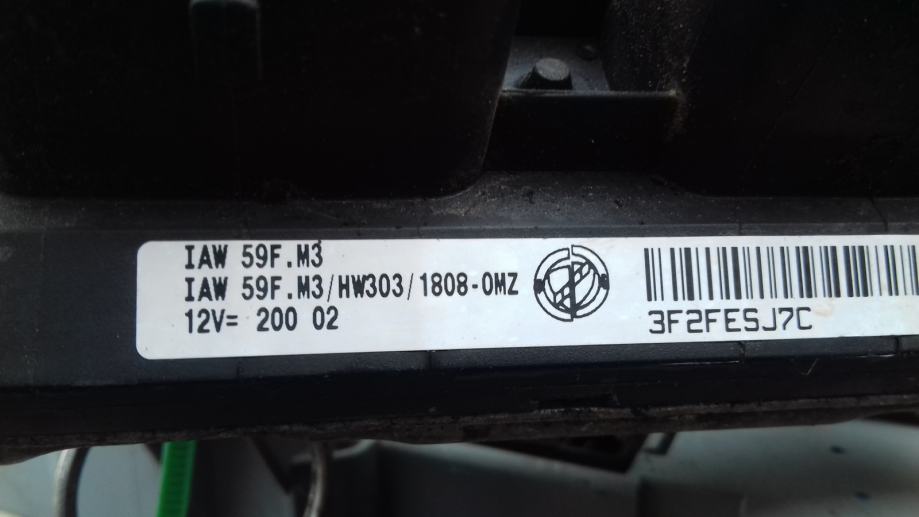 IAW 59F.M3
IAW 59F.M3/HW303/1808-0MZ
12V= 200 02
3F2FESJ7C